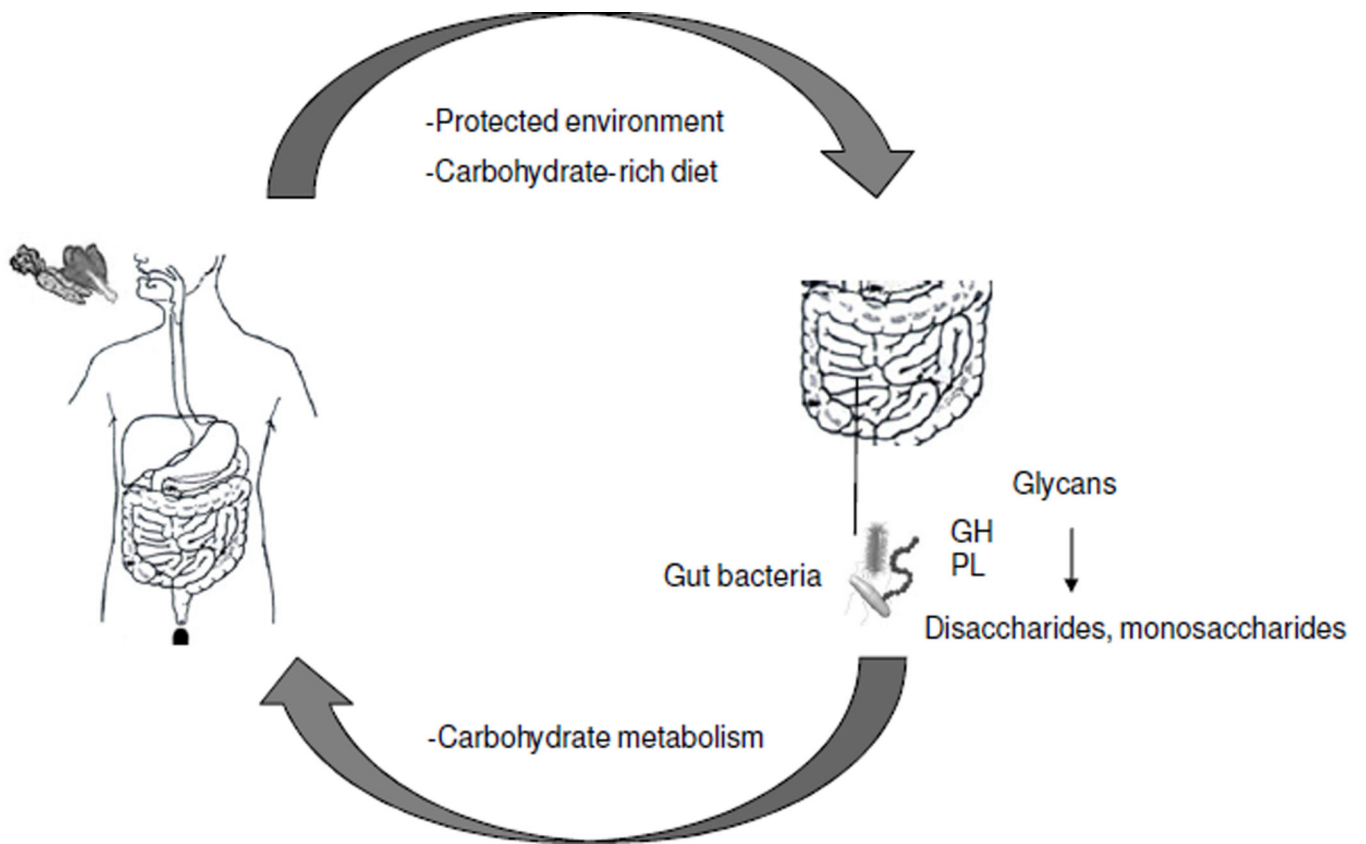 -Protected environment
-Carbohydrate-rich diet
Glycans
GH
PL
Gut bacteria
Disaccharides, monosaccharides
-Carbohydrate metabolism